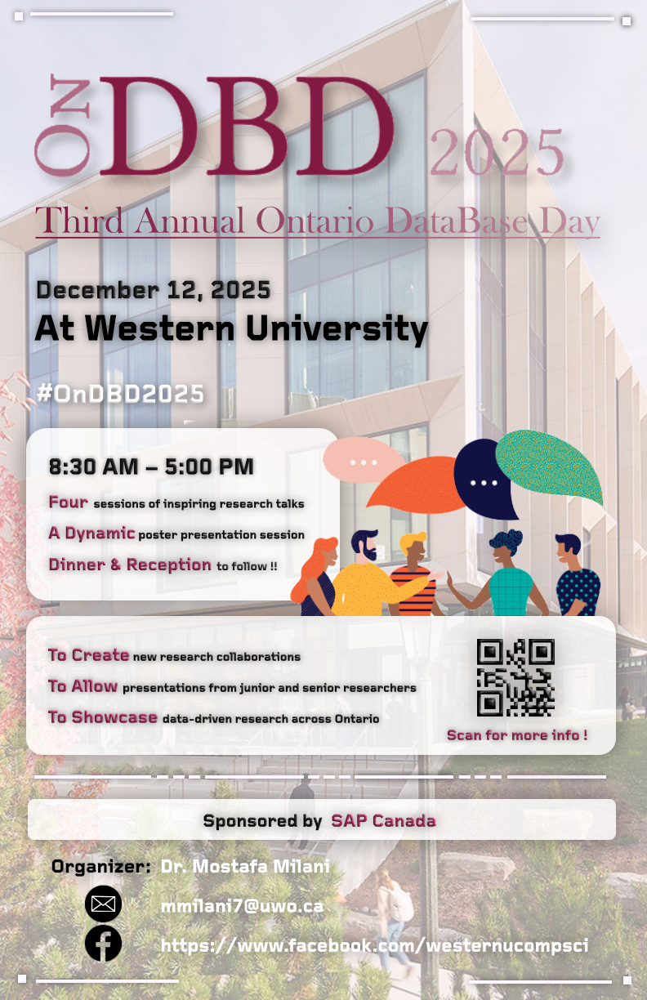 ON DBD 2025
Third Annual Ontario DataBase Day
December 12, 2025
At Western University
#OnDBD2025
8:30 AM – 5:00 PM
Four sessions of inspiring research talks
A Dynamic poster presentation session
Dinner & Reception to follow !!
To Create new research collaborations
To Allow presentations from junior and senior researchers
To Showcase data-driven research across Ontario
Scan for more info !
Sponsored by SAP Canada
Organizer: Dr. Mostafa Milani
mmilani7@uwo.ca
https://www.facebook.com/westernucompsci